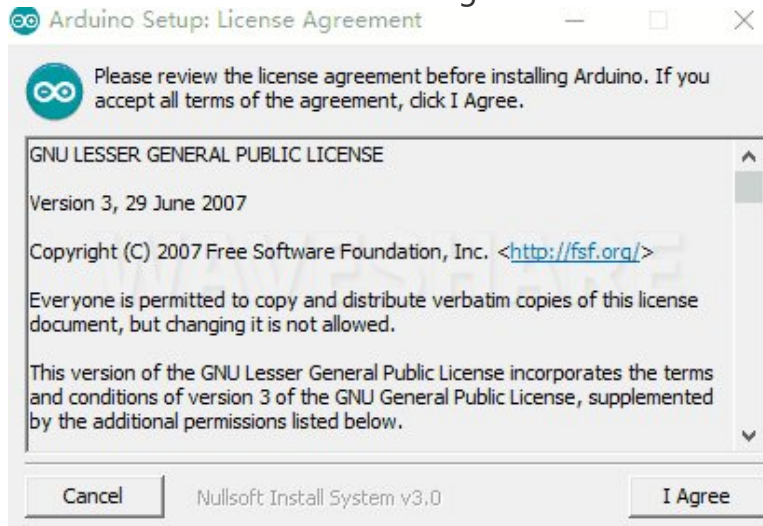 Arduino Setup: License Agreement
Please review the license agreement before installing Arduino. If you
accept all terms of the agreement, click I Agree.
GNU LESSER GENERAL PUBLIC LICENSE
Version 3, 29 June 2007
Copyright (C) 2007 Free Software Foundation, Inc. <http://fsf.org/>
Everyone is permitted to copy and distribute verbatim copies of this license
document, but changing it is not allowed.
This version of the GNU Lesser General Public License incorporates the terms
and conditions of version 3 of the GNU General Public License, supplemented
by the additional permissions listed below.
WAVESHARE
Cancel
Nullsoft Install System v3.0
I Agree